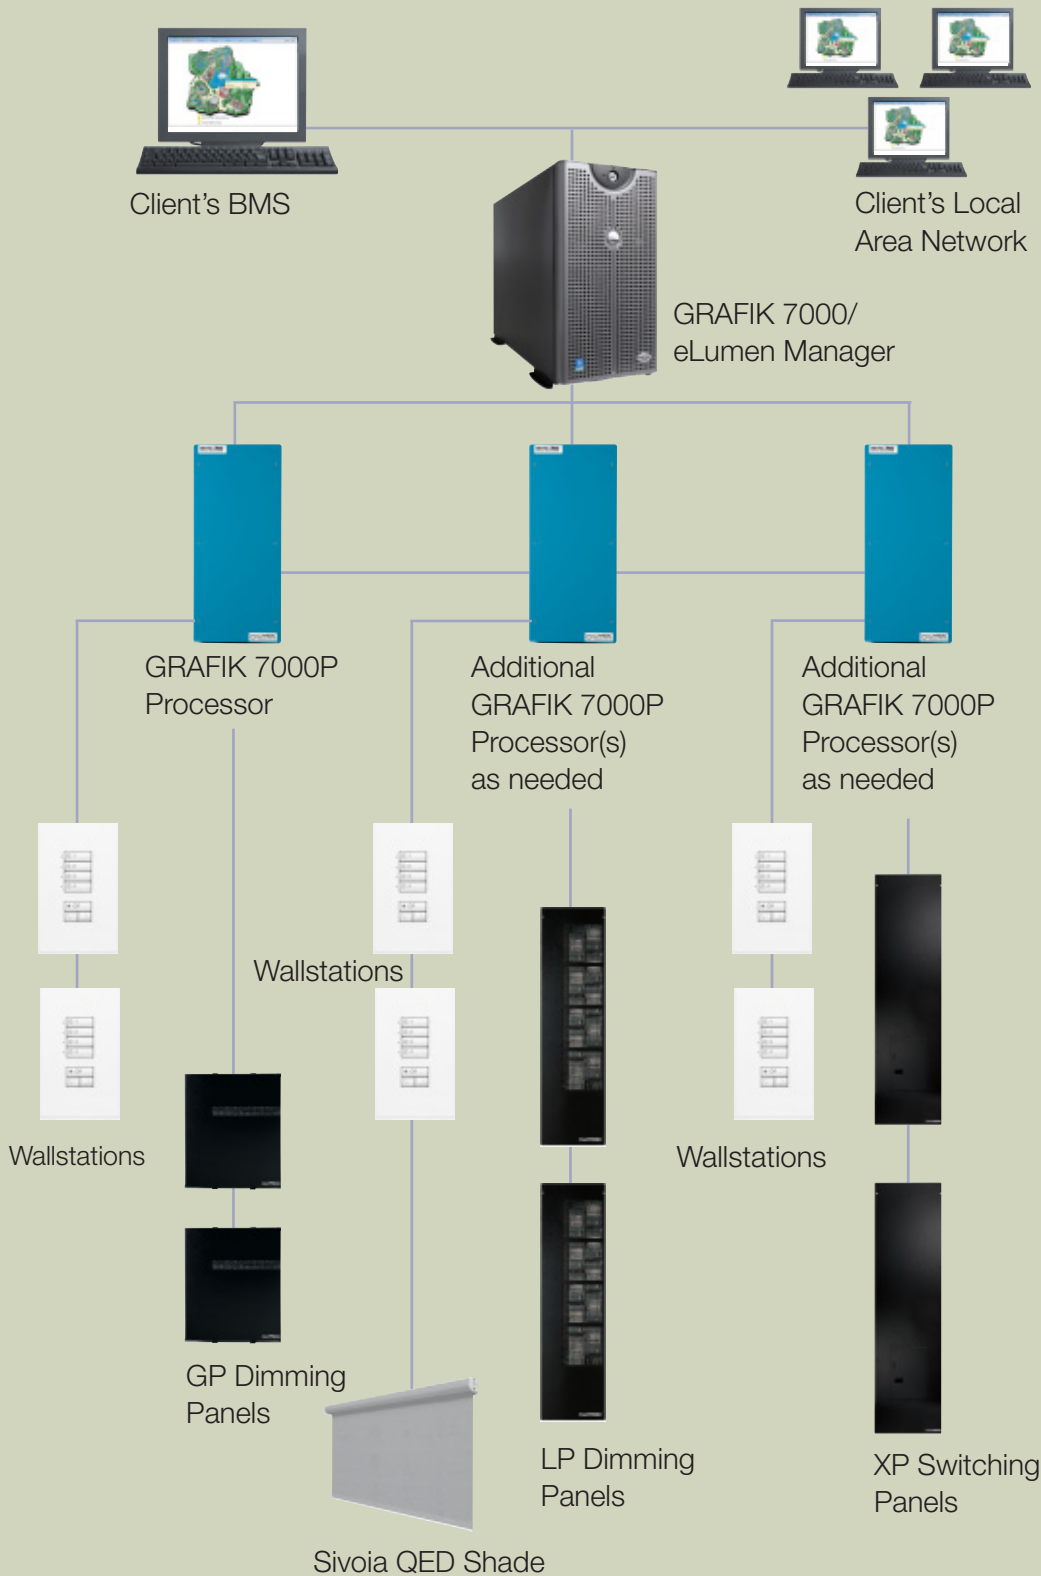 Client's BMS
Client's Local
Area Network
GRAFIK 7000/
eLumen Manager
GRAFIK 7000P
Processor
Additional
GRAFIK 7000P
Processor(s)
as needed
Additional
GRAFIK 7000P
Processor(s)
as needed
Wallstations
Wallstations
Wallstations
GP Dimming
Panels
LP Dimming
Panels
XP Switching
Panels
Sivoia QED Shade